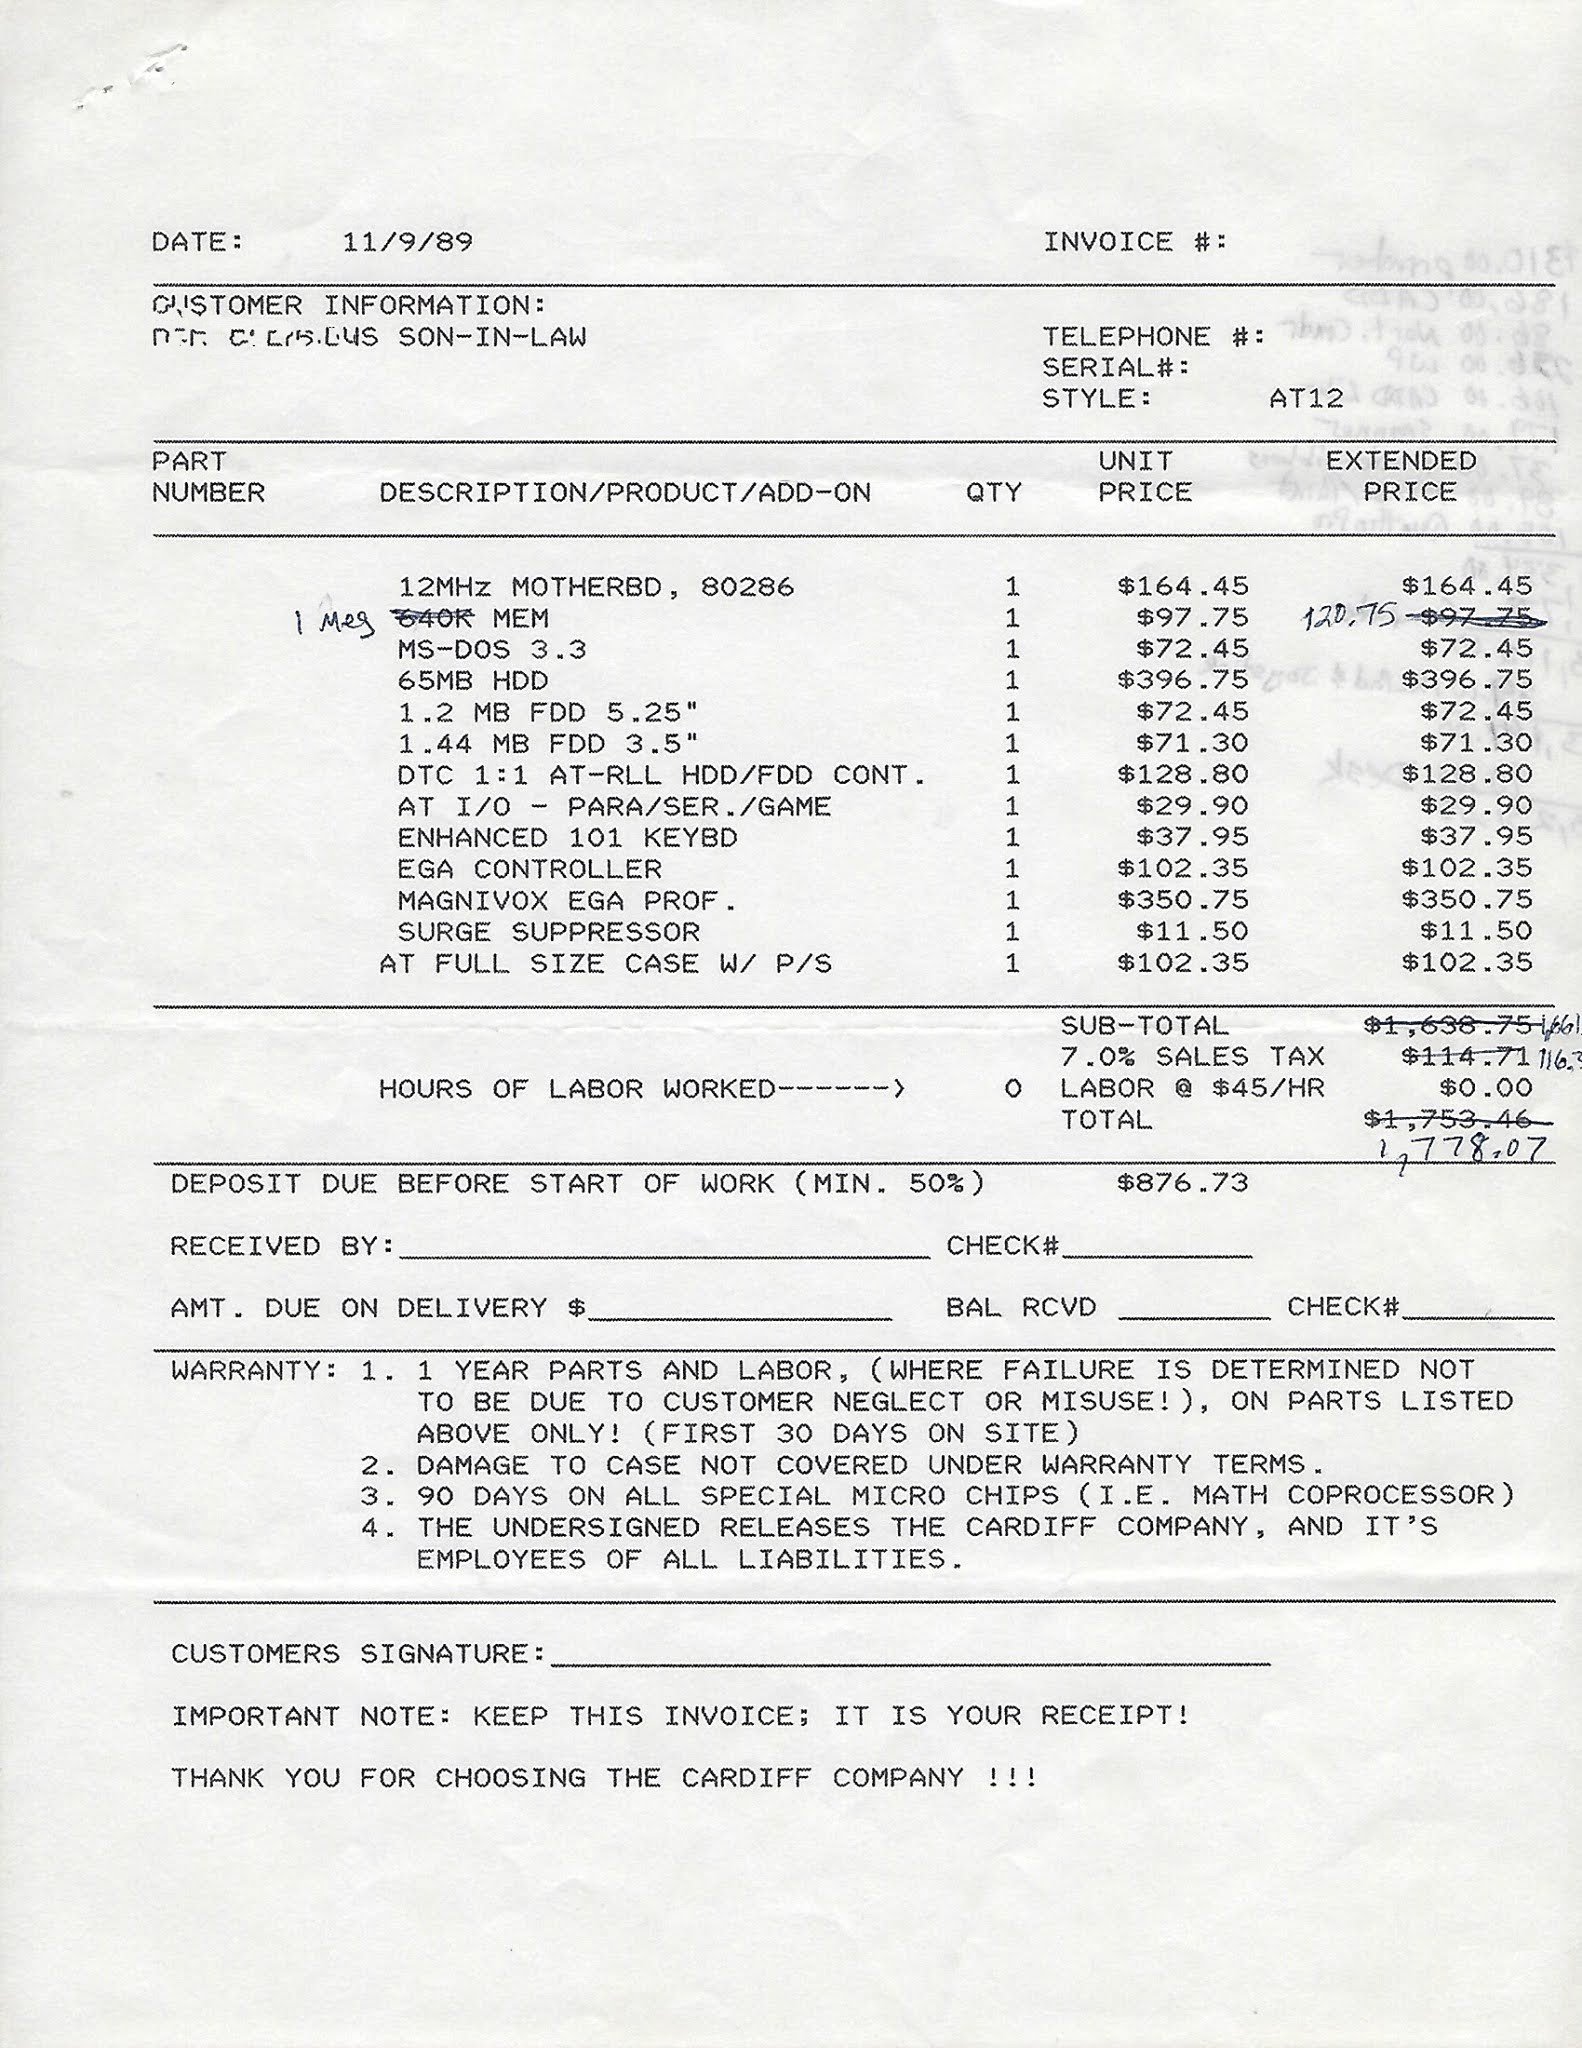 DATE: 11/9/89 INVOICE #:
CUSTOMER INFORMATION:
SON-IN-LAW TELEPHONE #:
SERIAL#:
STYLE: AT12
PART UNIT EXTENDED
NUMBER DESCRIPTION/PRODUCT/ADD-ON QTY PRICE PRICE
12MHz MOTHERBD, 80286 1 $164.45 $164.45
1 Meg 640K MEM 1 $97.75 120.75 $97.75
MS-DOS 3.3 1 $72.45 $72.45
65MB HDD 1 $396.75 $396.75
1.2 MB FDD 5.25" 1 $72.45 $72.45
1.44 MB FDD 3.5" 1 $71.30 $71.30
DTC 1:1 AT-RLL HDD/FDD CONT. 1 $128.80 $128.80
AT I/O - PARA/SER./GAME 1 $29.90 $29.90
ENHANCED 101 KEYBD 1 $37.95 $37.95
EGA CONTROLLER 1 $102.35 $102.35
MAGNIVOX EGA PROF. 1 $350.75 $350.75
SURGE SUPPRESSOR 1 $11.50 $11.50
AT FULL SIZE CASE W/ P/S 1 $102.35 $102.35
SUB-TOTAL $1,638.75 1,661.
7.0% SALES TAX $114.71 116.3
HOURS OF LABOR WORKED------> 0 LABOR @ $45/HR $0.00
TOTAL $1,753.46
1,778.07
DEPOSIT DUE BEFORE START OF WORK (MIN. 50%) $876.73
RECEIVED BY: CHECK#
AMT. DUE ON DELIVERY $ BAL RCVD CHECK#
WARRANTY: 1. 1 YEAR PARTS AND LABOR, (WHERE FAILURE IS DETERMINED NOT
TO BE DUE TO CUSTOMER NEGLECT OR MISUSE!), ON PARTS LISTED
ABOVE ONLY! (FIRST 30 DAYS ON SITE)
2. DAMAGE TO CASE NOT COVERED UNDER WARRANTY TERMS.
3. 90 DAYS ON ALL SPECIAL MICRO CHIPS (I.E. MATH COPROCESSOR)
4. THE UNDERSIGNED RELEASES THE CARDIFF COMPANY, AND IT'S
EMPLOYEES OF ALL LIABILITIES.
CUSTOMERS SIGNATURE:
IMPORTANT NOTE: KEEP THIS INVOICE; IT IS YOUR RECEIPT!
THANK YOU FOR CHOOSING THE CARDIFF COMPANY !!!